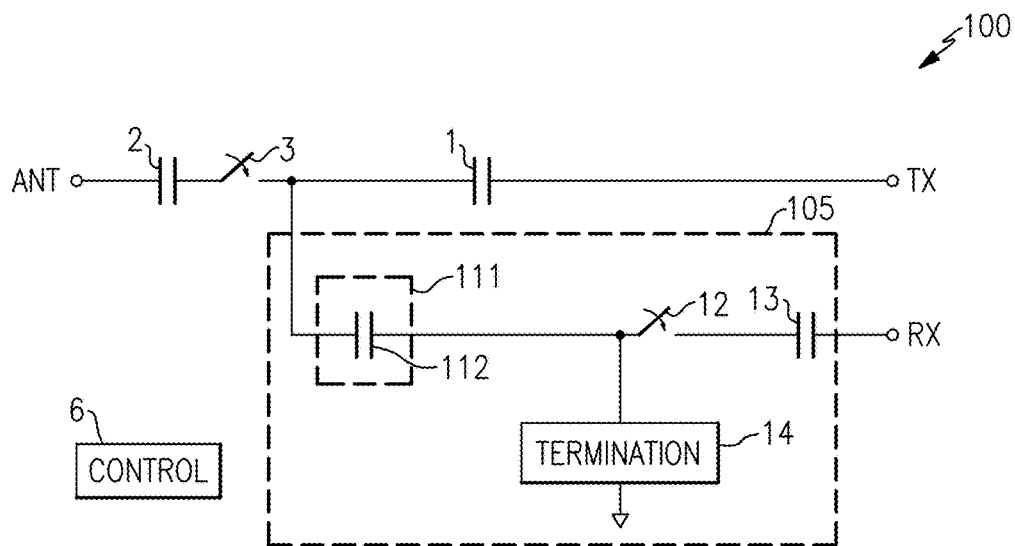 100
2
3
1
ANT
TX
105
111
12
13
RX
112
6
14
CONTROL
TERMINATION